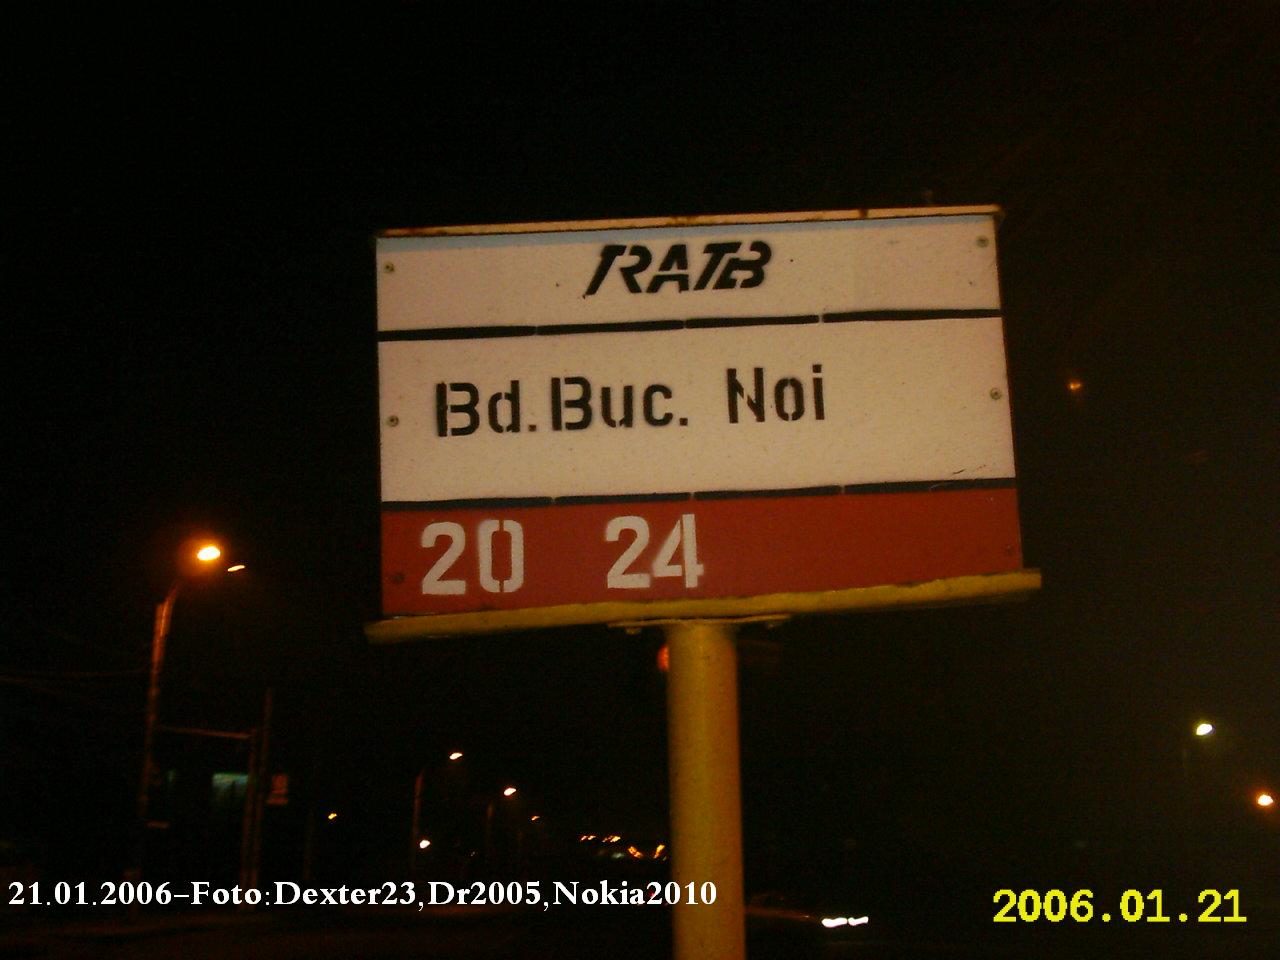 RATB
Bd. Buc. Noi
20 24
21.01.2006-Foto:Dexter23,Dr2005,Nokia2010
2006.01.21